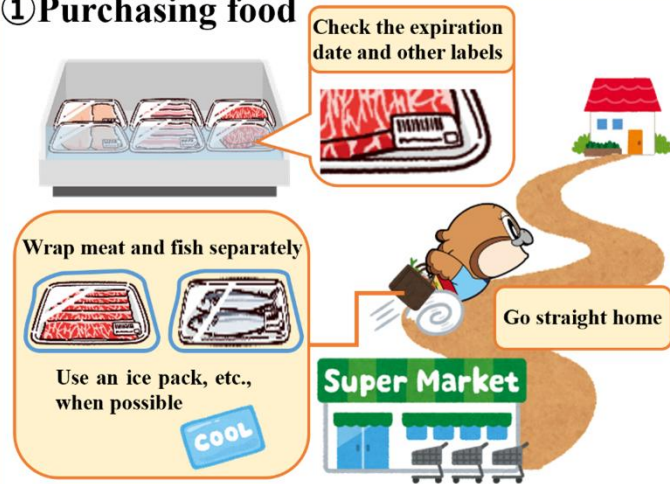 ①Purchasing food
Check the expiration
date and other labels
Wrap meat and fish separately
Use an ice pack, etc.,
when possible
COOL
Go straight home
Super Market